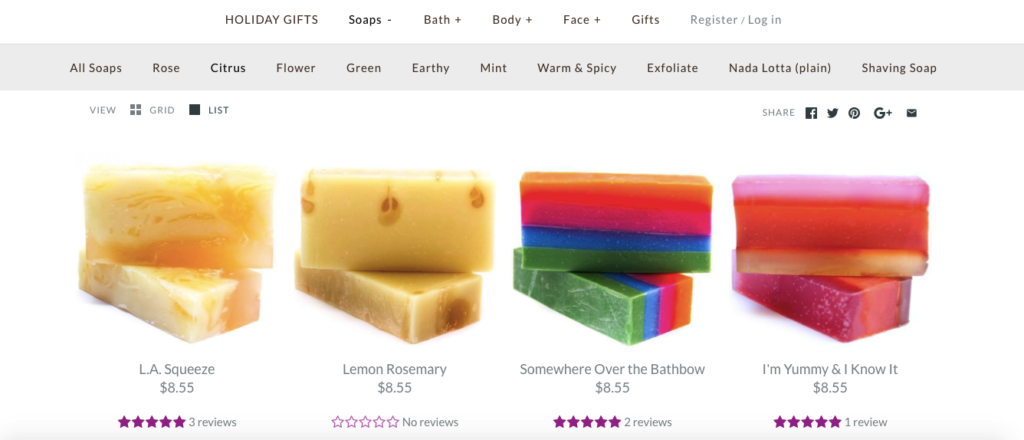 HOLIDAY GIFTS Soaps - Bath + Body + Face + Gifts Register / Log in
All Soaps Rose Citrus Flower Green Earthy Mint Warm & Spicy Exfoliate Nada Lotta (plain) Shaving Soap
VIEW GRID LIST SHARE
L.A. Squeeze Lemon Rosemary Somewhere Over the Bathbow I'm Yummy & I Know It
$8.55 $8.55 $8.55 $8.55
3 reviews No reviews 2 reviews 1 review